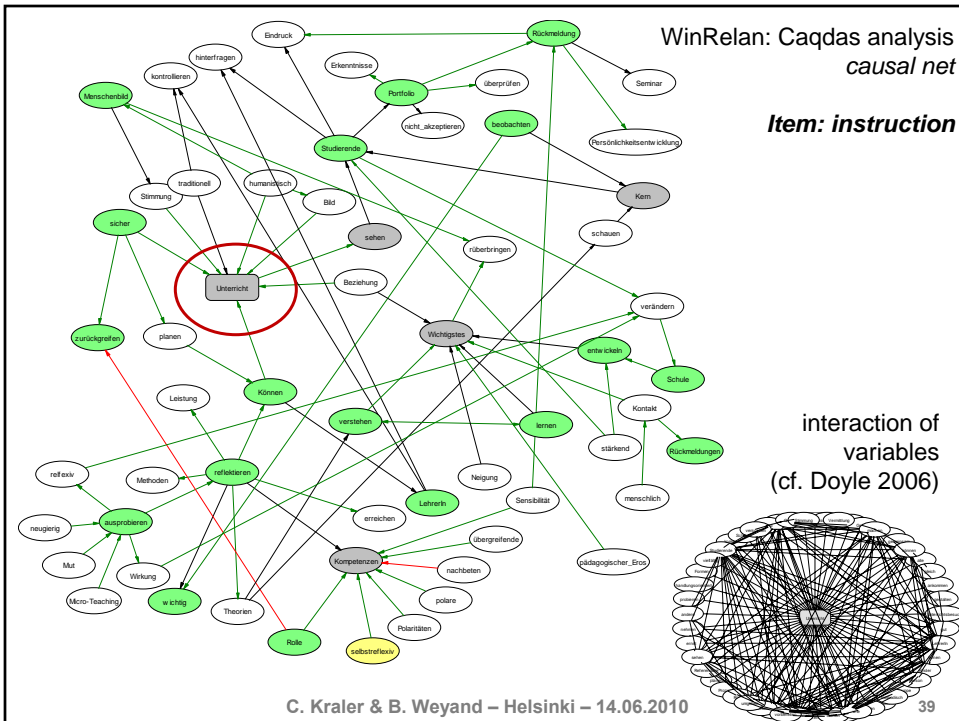 WinRelan: Caqdas analysis
causal net
Item: instruction
Eindruck
Rückmeldung
hinterfragen
Erkenntnisse
kontrollieren
überprüfen
Seminar
Portfolio
Menschenbild
nicht_akzeptieren
beobachten
Persönlichkeitsentwicklung
Studierende
traditionell
humanistisch
Stimmung
Bild
Kern
sicher
sehen
schauen
rüberbringen
Unterricht
Beziehung
verändern
zurückgreifen
planen
Wichtigstes
entwickeln
Schule
Können
Leistung
verstehen
lernen
Kontakt
stärkend
Rückmeldungen
interaction of
variables
(cf. Doyle 2006)
relfexiv
Methoden
reflektieren
Neigung
LehrerIn
Sensibilität
menschlich
neugierig
ausprobieren
erreichen
übergreifende
Mut
Wirkung
Kompetenzen
nachbeten
pädagogischer_Eros
Micro-Teaching
wichtig
Theorien
polare
Polaritäten
Rolle
selbstreflexiv
Stimmung
Vermittlung
sehen
C. Kraler & B. Weyand – Helsinki – 14.06.2010
39